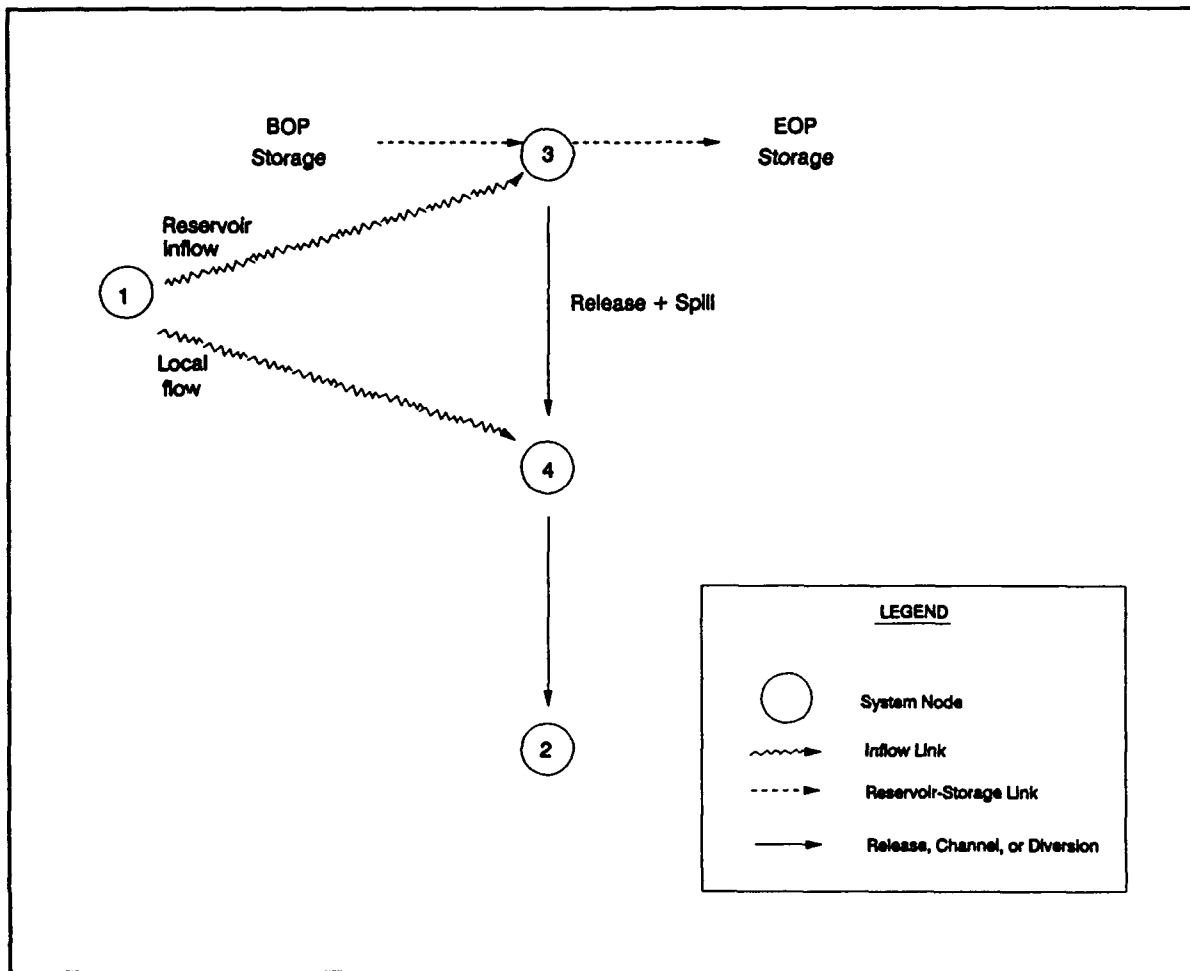 BOP
Storage
3
EOP
Storage
Reservoir
inflow
1
Release + Spill
Local
flow
4
2
LEGEND
System Node
Inflow Link
Reservoir-Storage Link
Release, Channel, or Diversion